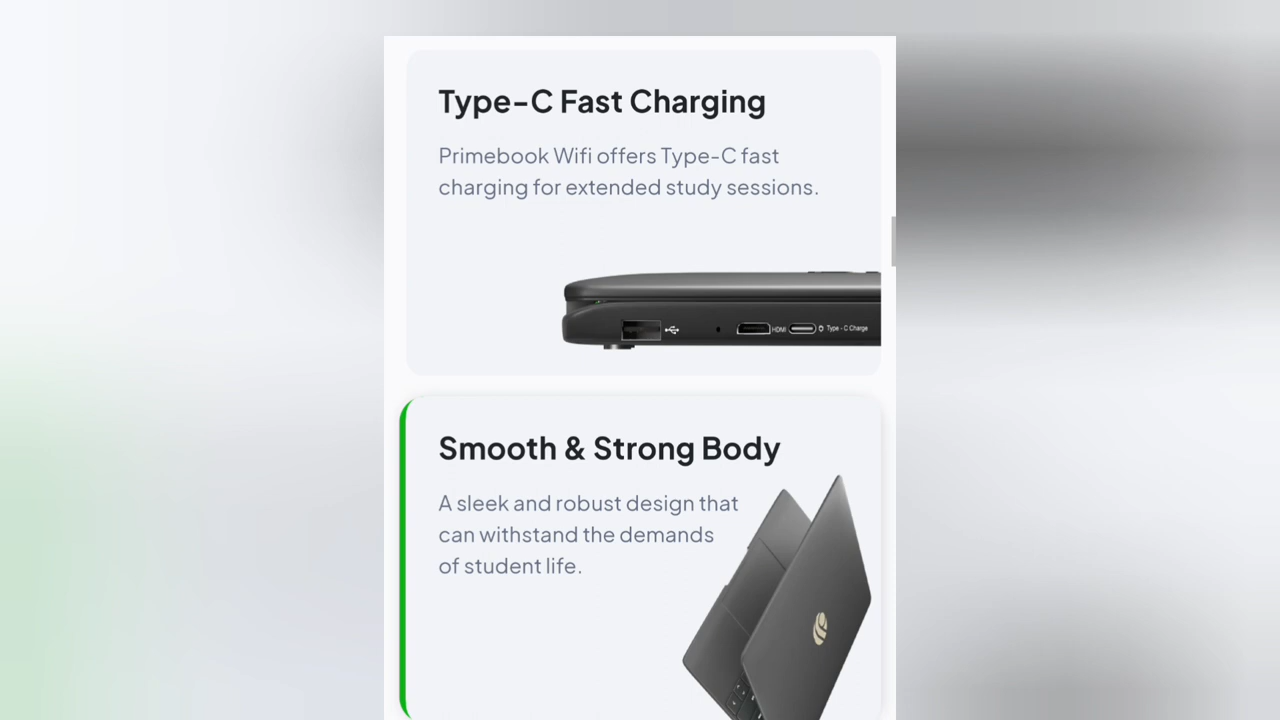 Type-C Fast Charging
Primebook Wifi offers Type-C fast
charging for extended study sessions.
HDMI
Type - C Charge
Smooth & Strong Body
A sleek and robust design that
can withstand the demands
of student life.